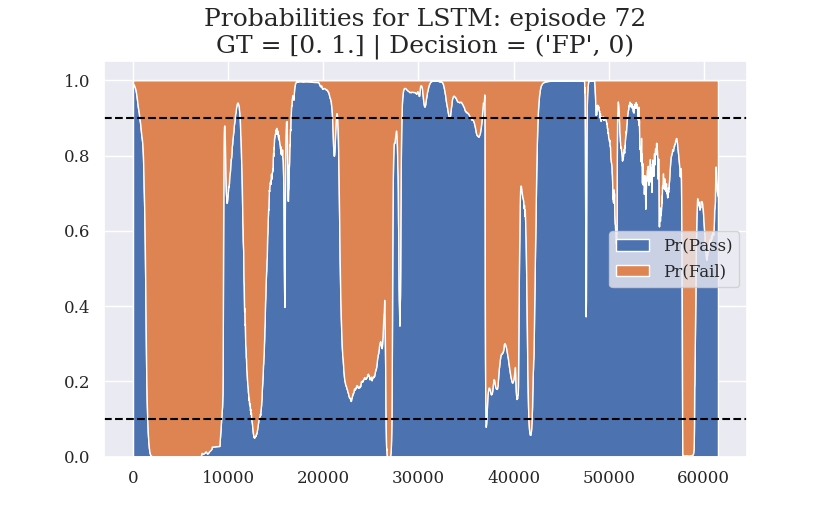 Probabilities for LSTM: episode 72
GT = [0. 1.] | Decision = ('FP', 0)
1.0
0.8
0.6
0.4
0.2
0.0
Pr(Pass)
Pr(Fail)
0 10000 20000 30000 40000 50000 60000